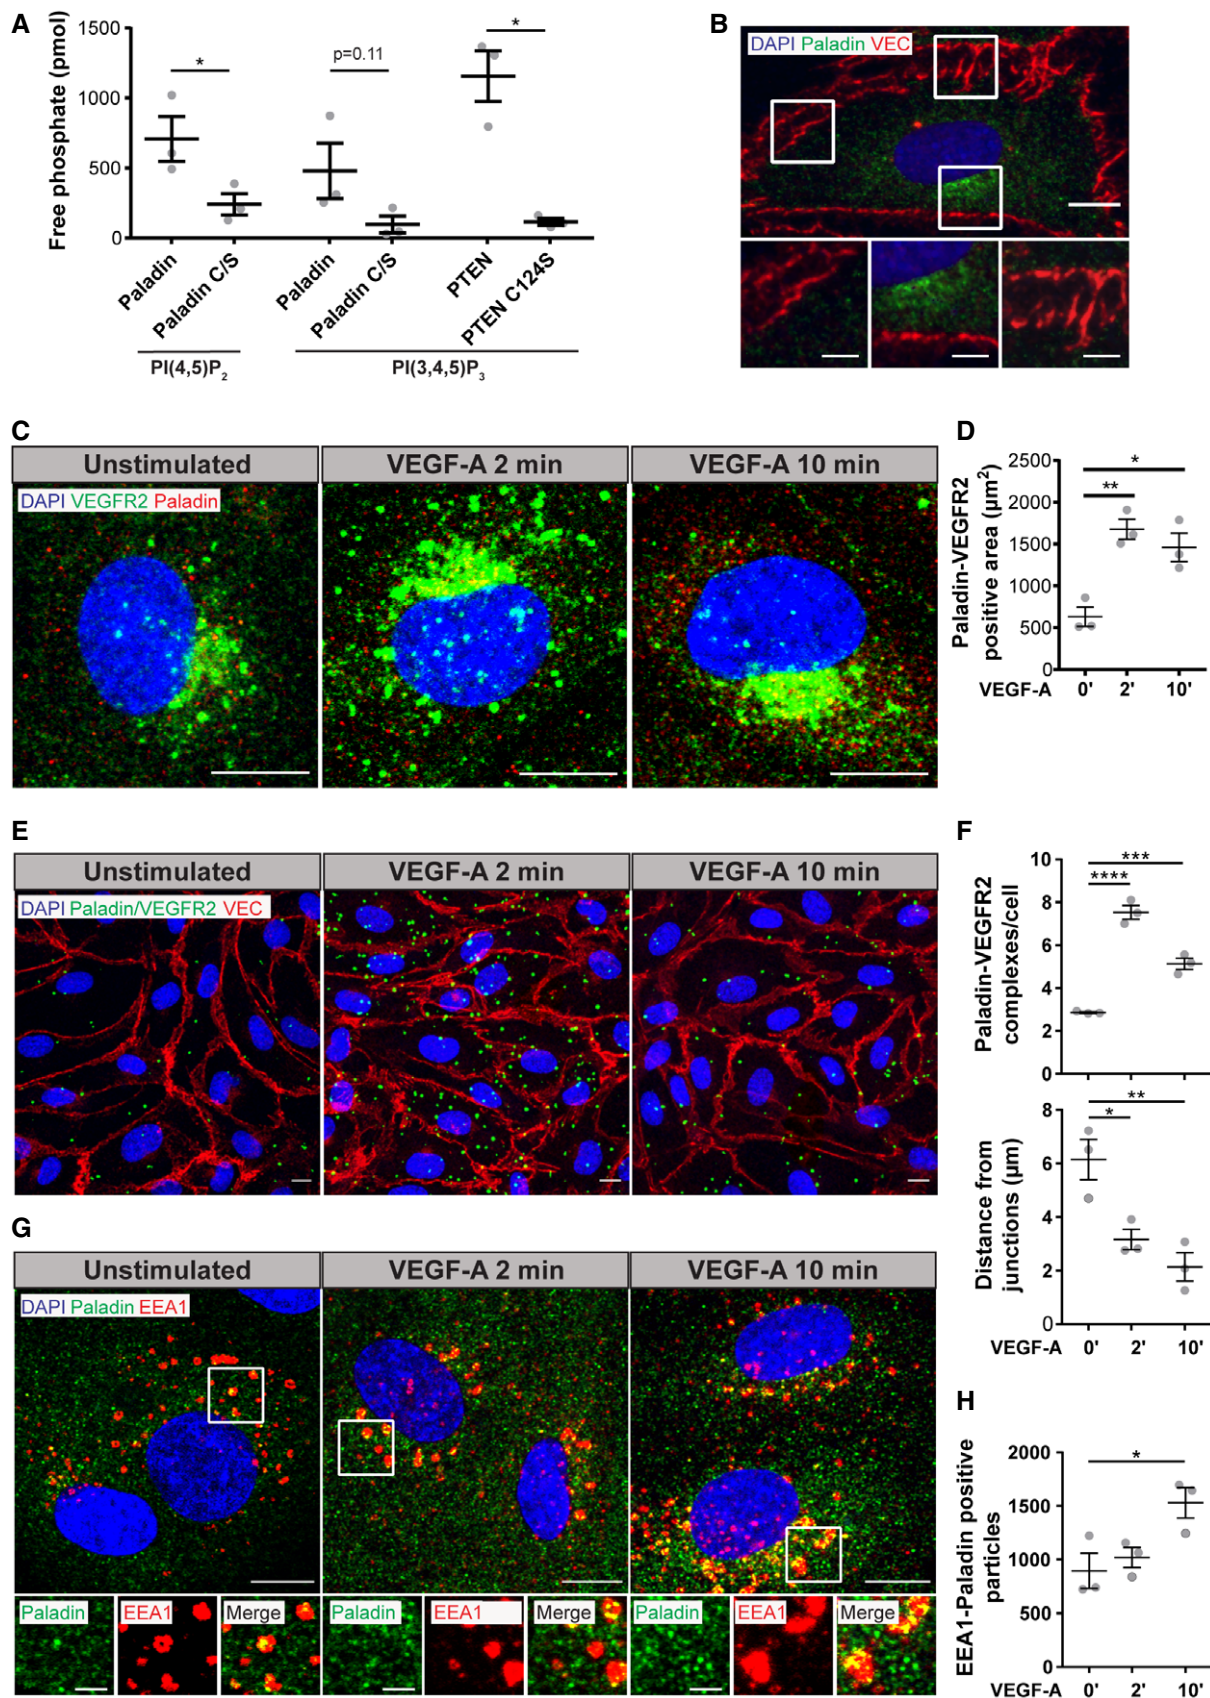 A
Free phosphate (pmol)
1500
1000
500
0
*
p=0.11
*
Paladin
Paladin C/S
Paladin
Paladin C/S
PTEN
PTEN C124S
PI(4,5)P2
PI(3,4,5)P3
B
DAPI Paladin VEC
C
Unstimulated
VEGF-A 2 min
VEGF-A 10 min
DAPI VEGFR2 Paladin
D
Paladin-VEGFR2
positive area (µm2)
2500
2000
1500
1000
500
0
*
**
VEGF-A 0' 2' 10'
E
Unstimulated
VEGF-A 2 min
VEGF-A 10 min
DAPI Paladin/VEGFR2 VEC
F
Paladin-VEGFR2
complexes/cell
10
8
6
4
2
0
***
****
Distance from
junctions (µm)
8
6
4
2
0
**
*
VEGF-A 0' 2' 10'
G
Unstimulated
VEGF-A 2 min
VEGF-A 10 min
DAPI Paladin EEA1
Paladin
EEA1
Merge
Paladin
EEA1
Merge
Paladin
EEA1
Merge
H
EEA1-Paladin positive
particles
2000
1500
1000
500
0
*
VEGF-A 0' 2' 10'